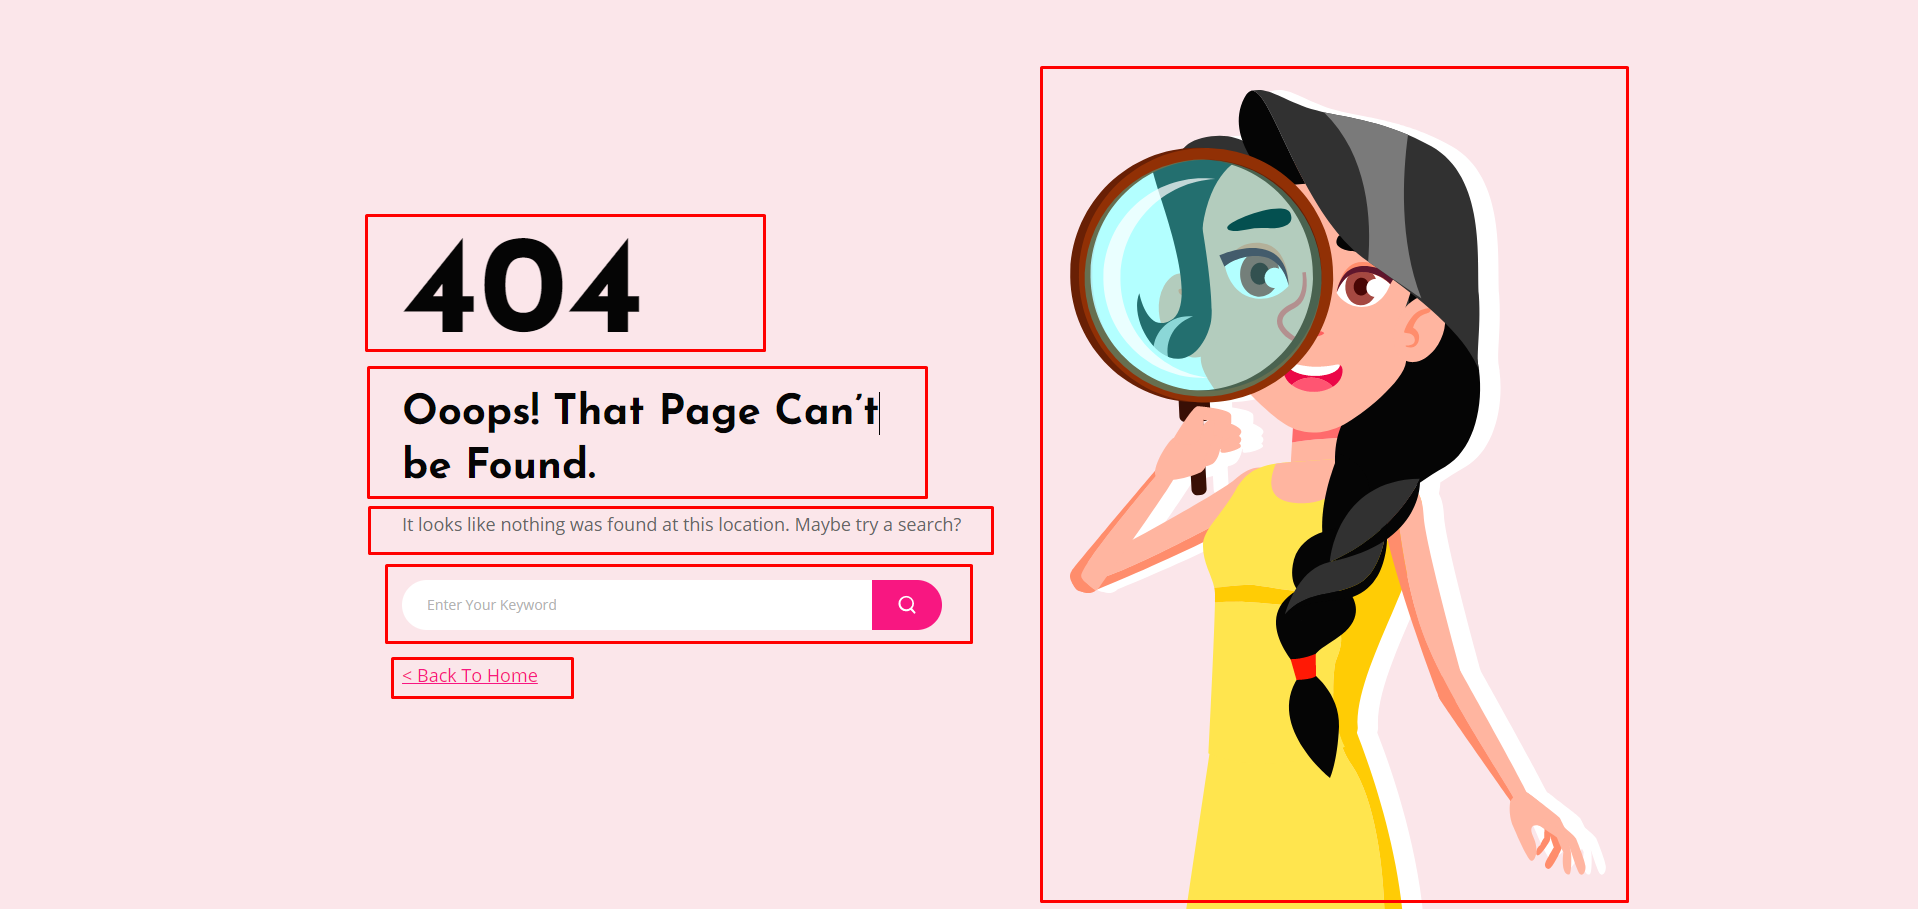 404
Ooops! That Page Can’t
be Found.
It looks like nothing was found at this location. Maybe try a search?
Enter Your Keyword
< Back To Home